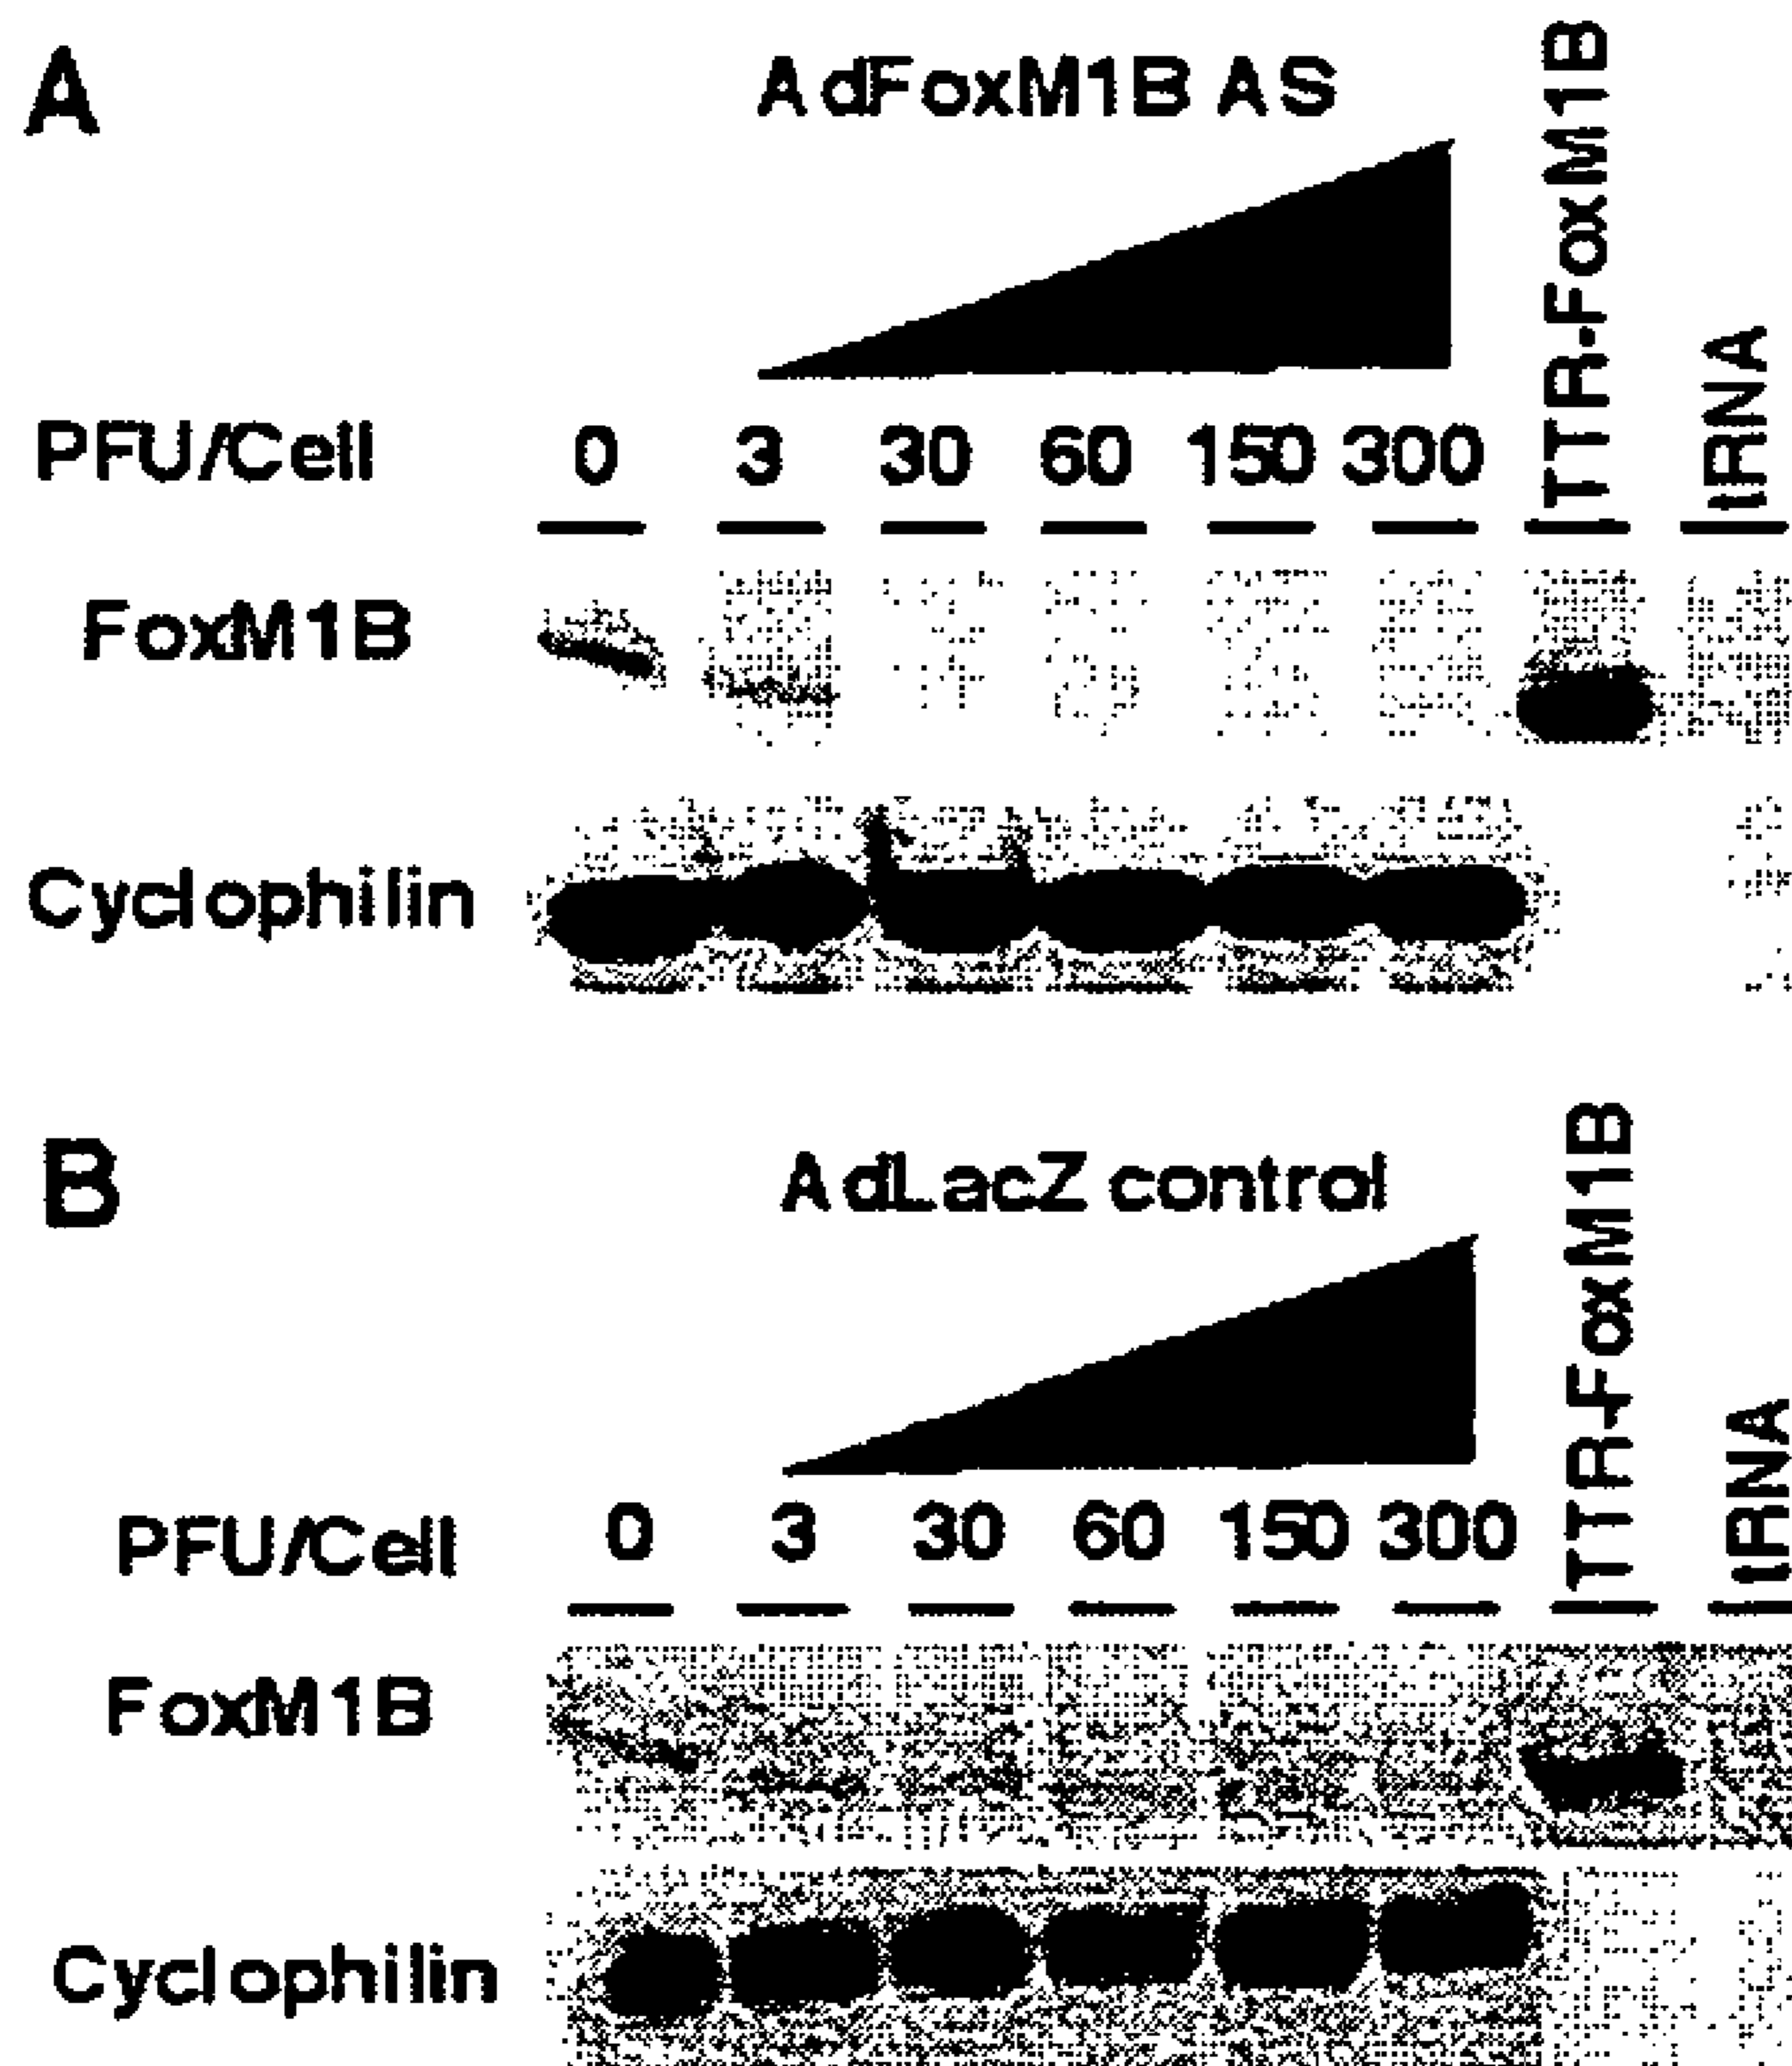 A
AdFoxM1B AS
TTR-FoxM1B
tRNA
PFU/Cell 0 3 30 60 150 300
FoxM1B
Cyclophilin
B
AdLacZ control
TTR-FoxM1B
tRNA
PFU/Cell 0 3 30 60 150 300
FoxM1B
Cyclophilin